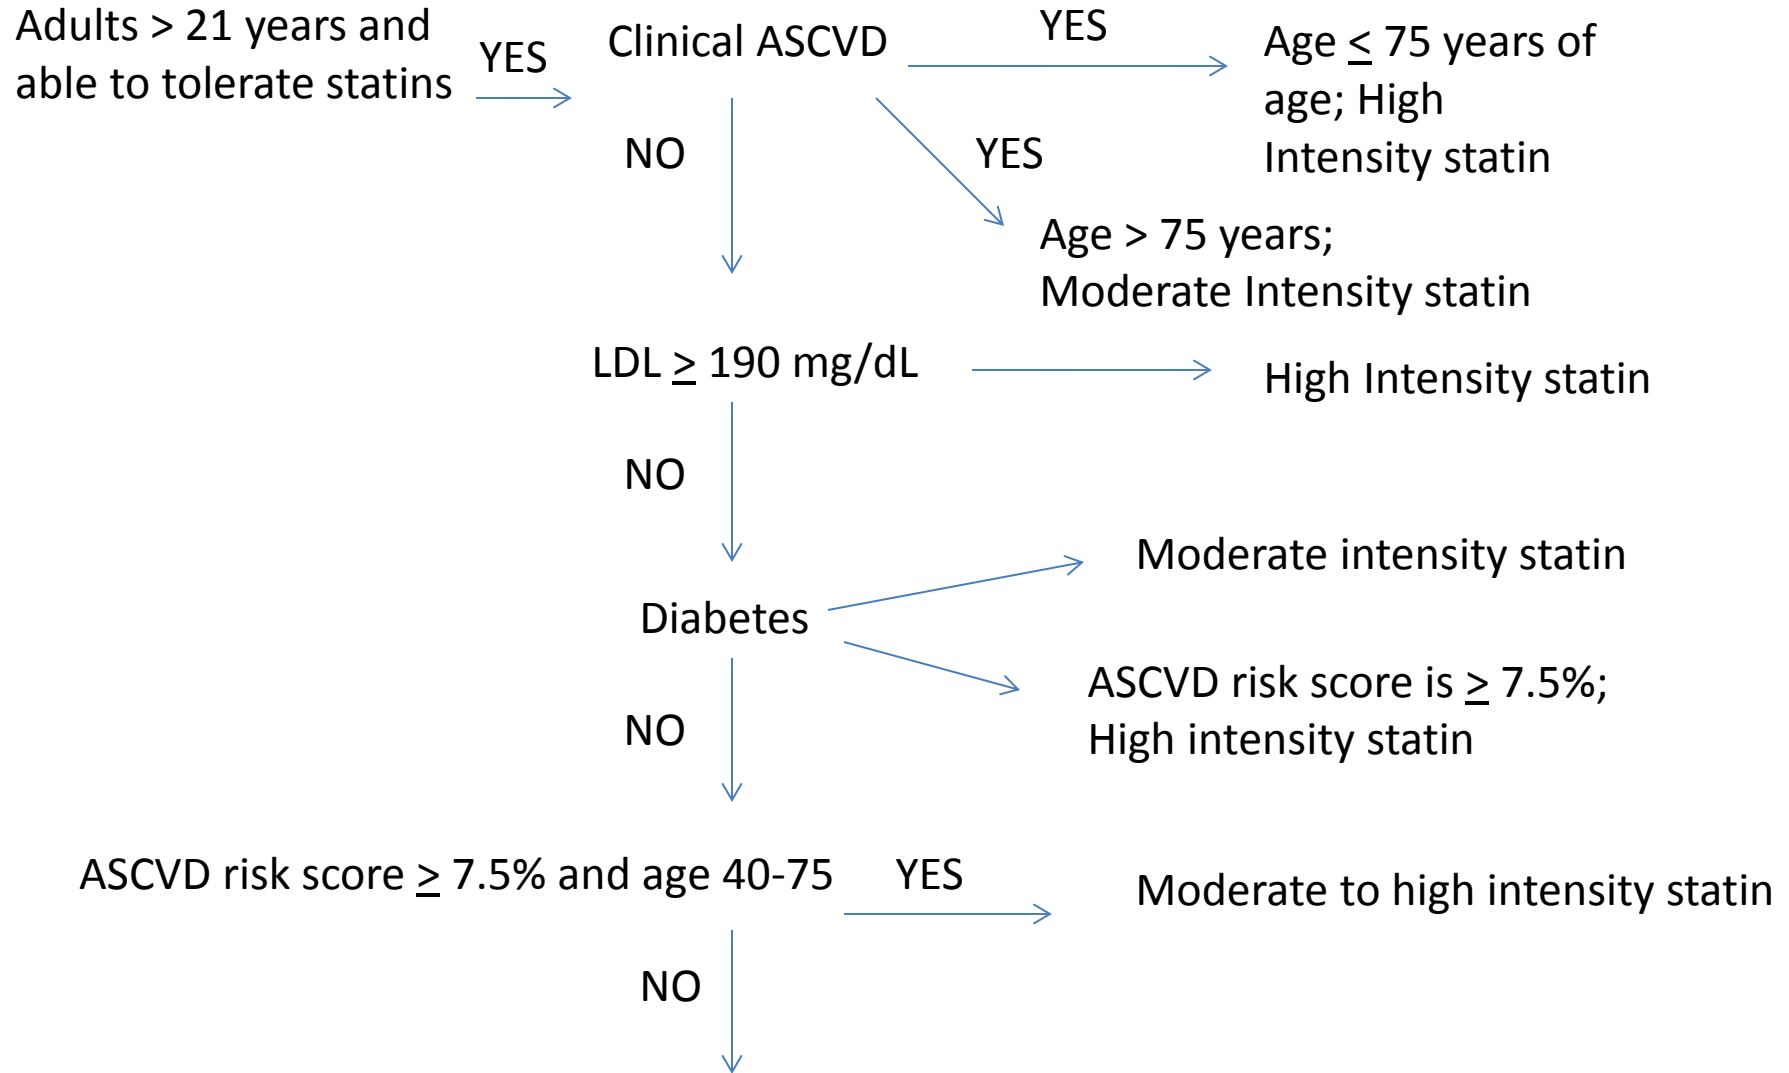 Adults > 21 years and
able to tolerate statins
YES
Clinical ASCVD
YES
Age ≤ 75 years of
age; High
Intensity statin
NO
YES
Age > 75 years;
Moderate Intensity statin
LDL ≥ 190 mg/dL
High Intensity statin
NO
Moderate intensity statin
Diabetes
ASCVD risk score is ≥ 7.5%;
High intensity statin
NO
ASCVD risk score ≥ 7.5% and age 40-75
YES
Moderate to high intensity statin
NO